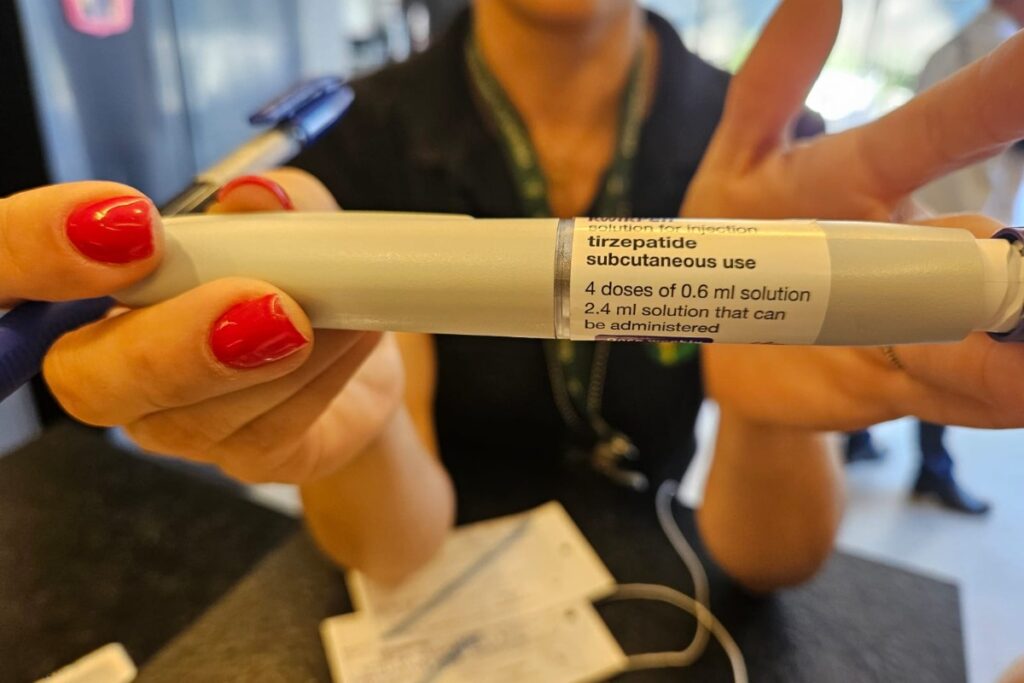 KwikPen
solution for injection
tirzepatide
subcutaneous use
4 doses of 0.6 ml solution
2.4 ml solution that can
be administered